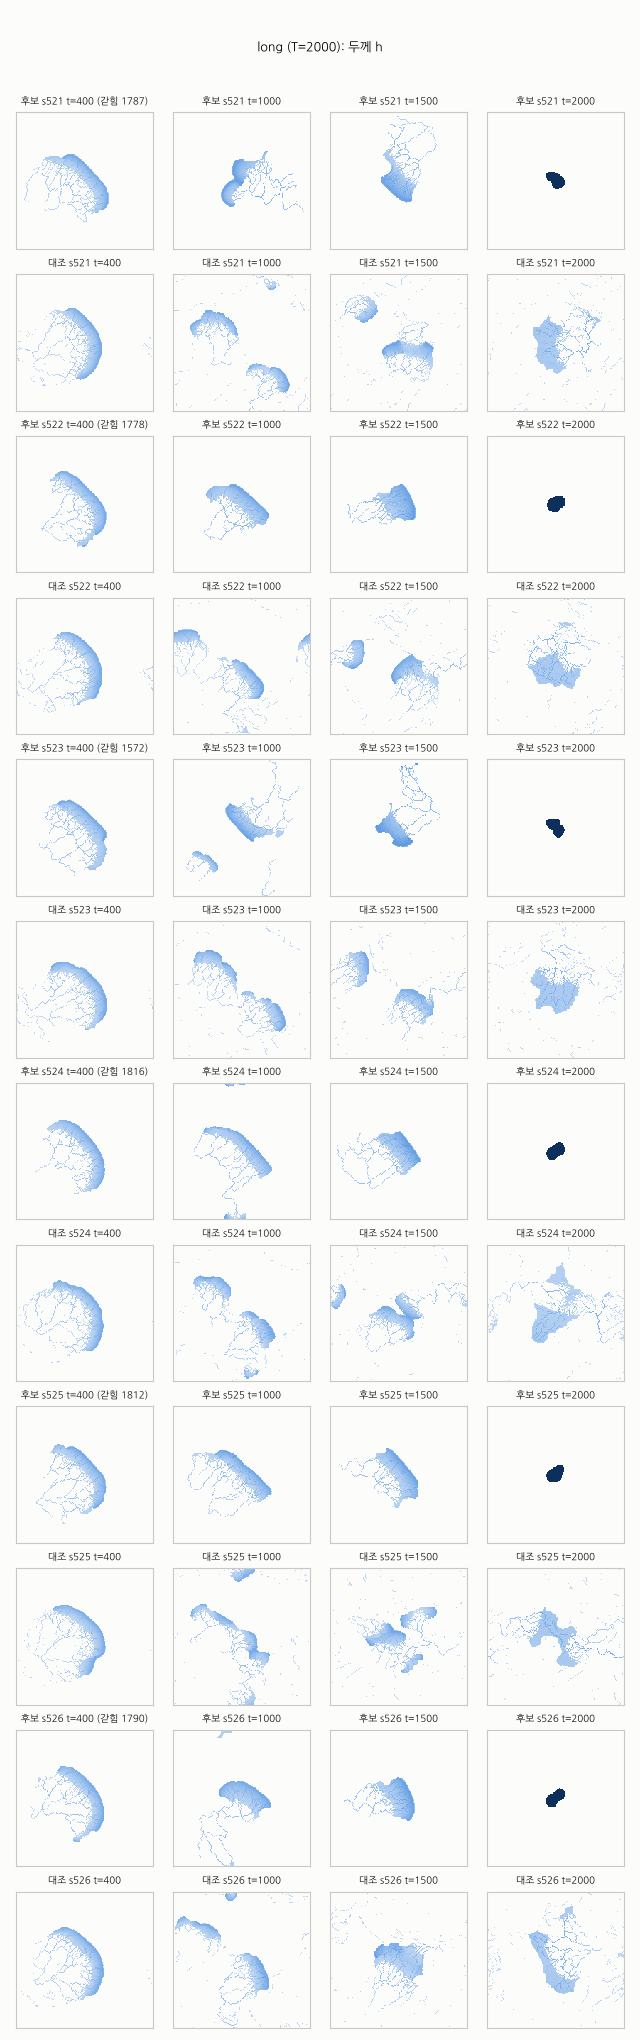 long (T=2000): 두께 h
후보 s521 t=400 (갇힘 1787) 후보 s521 t=1000 후보 s521 t=1500 후보 s521 t=2000
대조 s521 t=400 대조 s521 t=1000 대조 s521 t=1500 대조 s521 t=2000
후보 s522 t=400 (갇힘 1778) 후보 s522 t=1000 후보 s522 t=1500 후보 s522 t=2000
대조 s522 t=400 대조 s522 t=1000 대조 s522 t=1500 대조 s522 t=2000
후보 s523 t=400 (갇힘 1572) 후보 s523 t=1000 후보 s523 t=1500 후보 s523 t=2000
대조 s523 t=400 대조 s523 t=1000 대조 s523 t=1500 대조 s523 t=2000
후보 s524 t=400 (갇힘 1816) 후보 s524 t=1000 후보 s524 t=1500 후보 s524 t=2000
대조 s524 t=400 대조 s524 t=1000 대조 s524 t=1500 대조 s524 t=2000
후보 s525 t=400 (갇힘 1812) 후보 s525 t=1000 후보 s525 t=1500 후보 s525 t=2000
대조 s525 t=400 대조 s525 t=1000 대조 s525 t=1500 대조 s525 t=2000
후보 s526 t=400 (갇힘 1790) 후보 s526 t=1000 후보 s526 t=1500 후보 s526 t=2000
대조 s526 t=400 대조 s526 t=1000 대조 s526 t=1500 대조 s526 t=2000